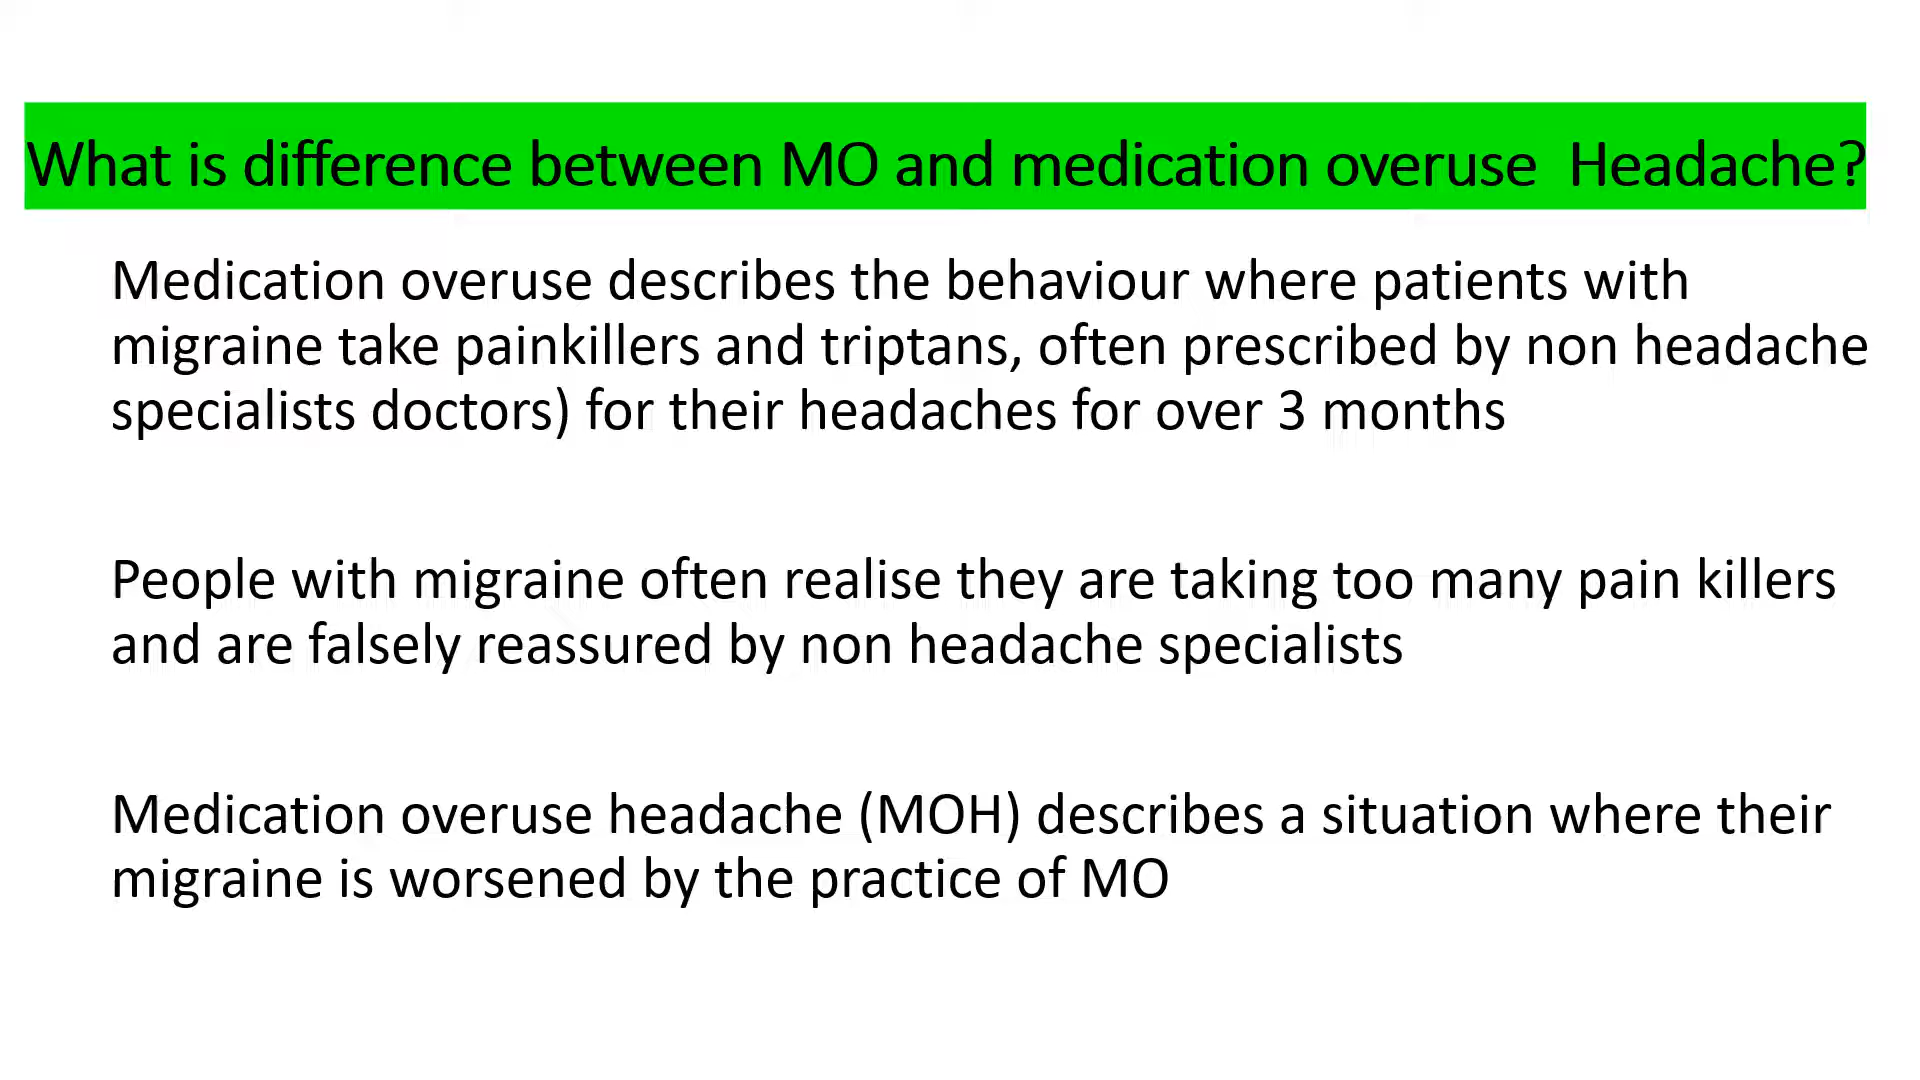 What is difference between MO and medication overuse  Headache?
Medication overuse describes the behaviour where patients with
migraine take painkillers and triptans, often prescribed by non headache
specialists doctors) for their headaches for over 3 months
People with migraine often realise they are taking too many pain killers
and are falsely reassured by non headache specialists
Medication overuse headache (MOH) describes a situation where their
migraine is worsened by the practice of MO